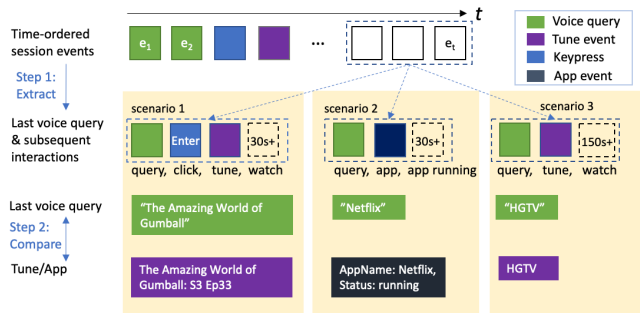 t
Time-ordered
session events
e1
e2
...
et
Voice query
Tune event
Keypress
App event
Step 1:
Extract
Last voice query
& subsequent
interactions
scenario 1
Enter
30s+
query, click, tune, watch
scenario 2
30s+
query, app, app running
scenario 3
150s+
query, tune, watch
Last voice query
Step 2:
Compare
Tune/App
"The Amazing World of
Gumball"
The Amazing World of
Gumball: S3 Ep33
"Netflix"
AppName: Netflix,
Status: running
"HGTV"
HGTV